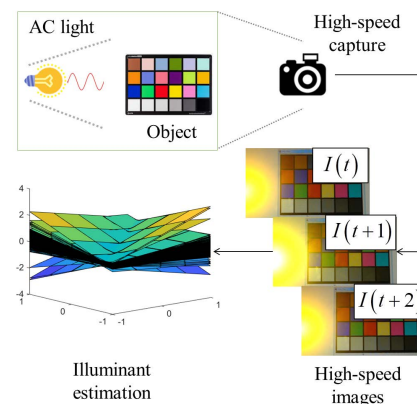 AC light
High-speed
capture
Object
I(t)
I(t+1)
I(t+2)
4
2
0
-2
-4
1
0
-1
-1
0
1
Illuminant
estimation
High-speed
images